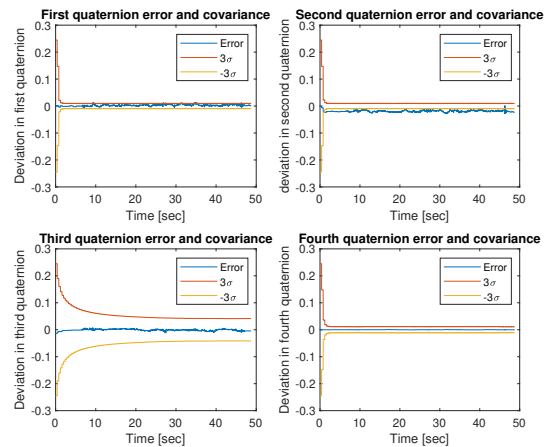 First quaternion error and covariance
Deviation in first quaternion
0.3
0.2
0.1
0
-0.1
-0.2
-0.3
Error
3σ
-3σ
0 10 20 30 40 50
Time [sec]
Second quaternion error and covariance
deviation in second quaternion
0.3
0.2
0.1
0
-0.1
-0.2
-0.3
Error
3σ
-3σ
0 10 20 30 40 50
Time [sec]
Third quaternion error and covariance
Deviation in third quaternion
0.3
0.2
0.1
0
-0.1
-0.2
-0.3
Error
3σ
-3σ
0 10 20 30 40 50
Time [sec]
Fourth quaternion error and covariance
Deviation in fourth quaternion
0.3
0.2
0.1
0
-0.1
-0.2
-0.3
Error
3σ
-3σ
0 10 20 30 40 50
Time [sec]